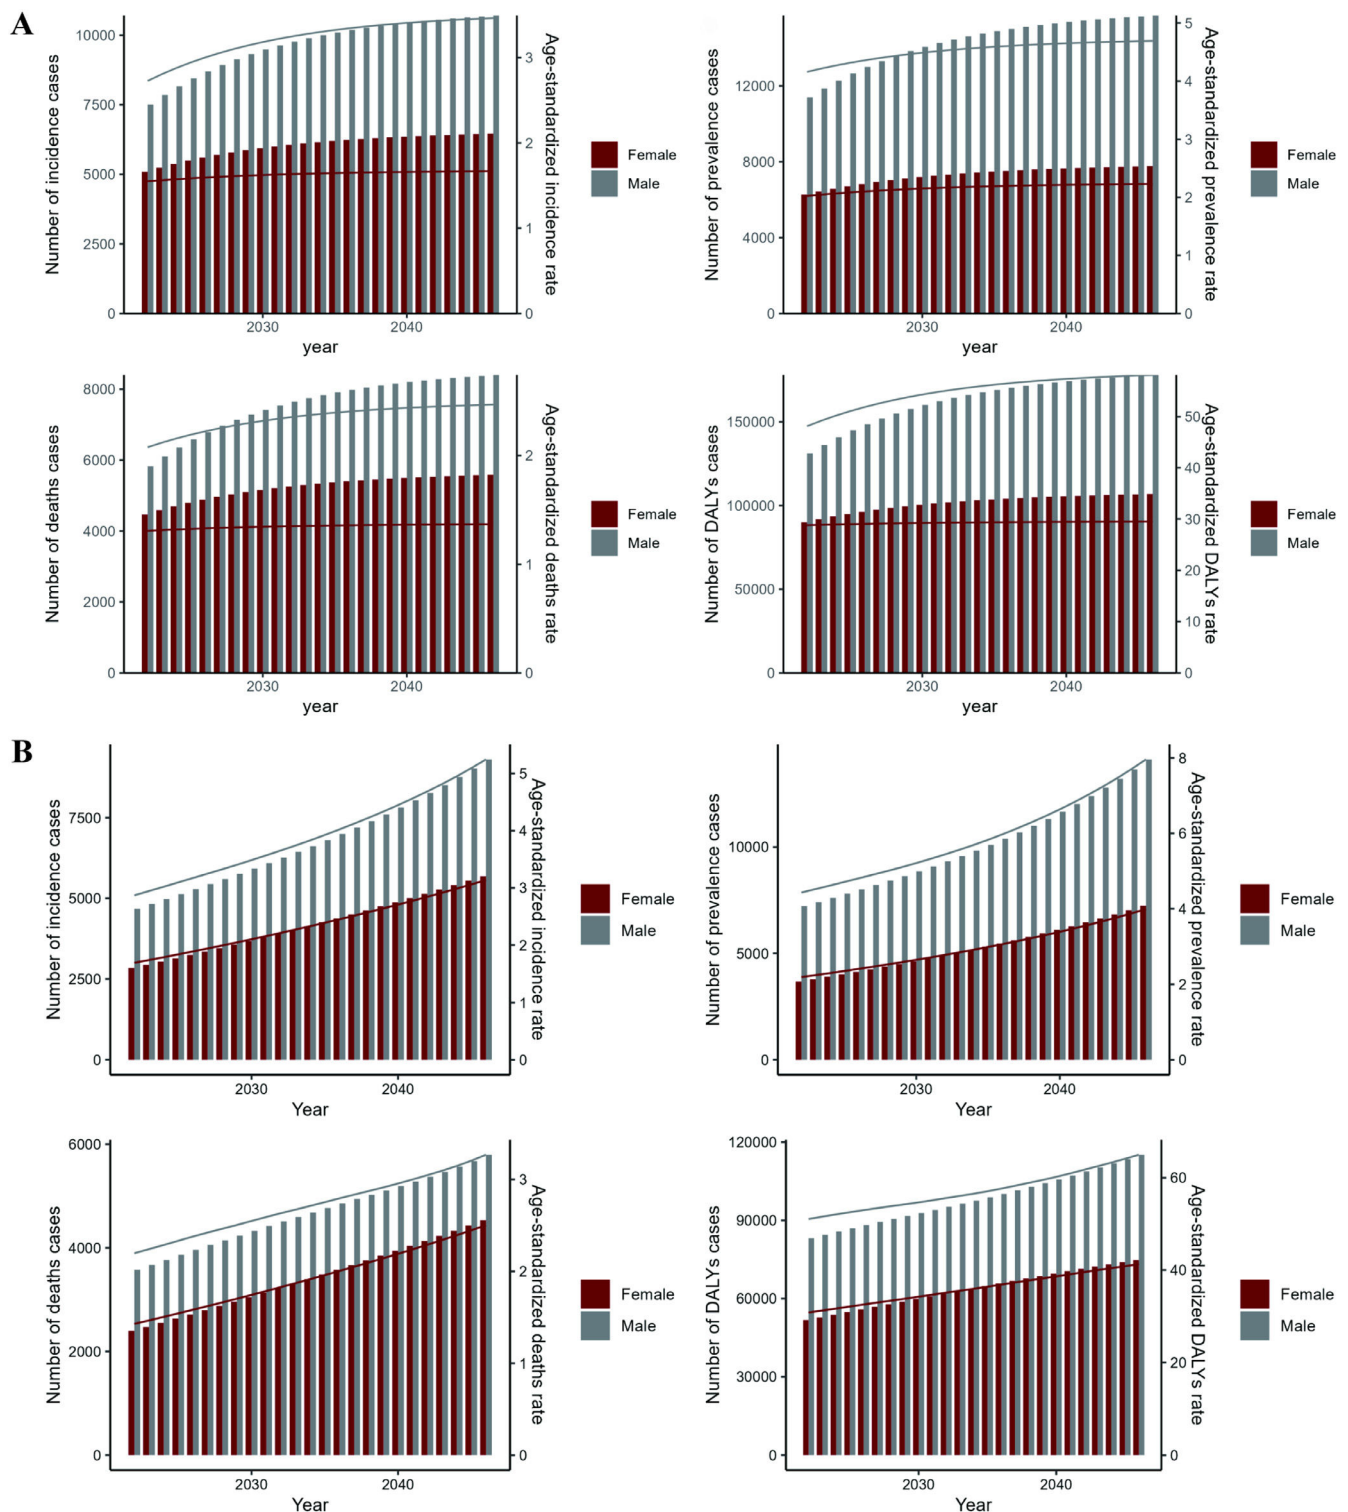 A
Number of incidence cases
10000
7500
5000
2500
0
2030
2040
year
3
2
1
0
Age-standardized incidence rate
Female
Male
Number of prevalence cases
12000
8000
4000
0
2030
2040
year
5
4
3
2
1
0
Age-standardized prevalence rate
Female
Male
Number of deaths cases
8000
6000
4000
2000
0
2030
2040
year
2
1
0
Age-standardized deaths rate
Female
Male
Number of DALYs cases
150000
100000
50000
0
2030
2040
year
50
40
30
20
10
0
Age-standardized DALYs rate
Female
Male
B
Number of incidence cases
7500
5000
2500
0
2030
2040
Year
5
4
3
2
1
0
Age-standardized incidence rate
Female
Male
Number of prevalence cases
10000
5000
0
2030
2040
Year
8
6
4
2
0
Age-standardized prevalence rate
Female
Male
Number of deaths cases
6000
4000
2000
0
2030
2040
Year
3
2
1
0
Age-standardized deaths rate
Female
Male
Number of DALYs cases
120000
90000
60000
30000
0
2030
2040
Year
60
40
20
0
Age-standardized DALYs rate
Female
Male